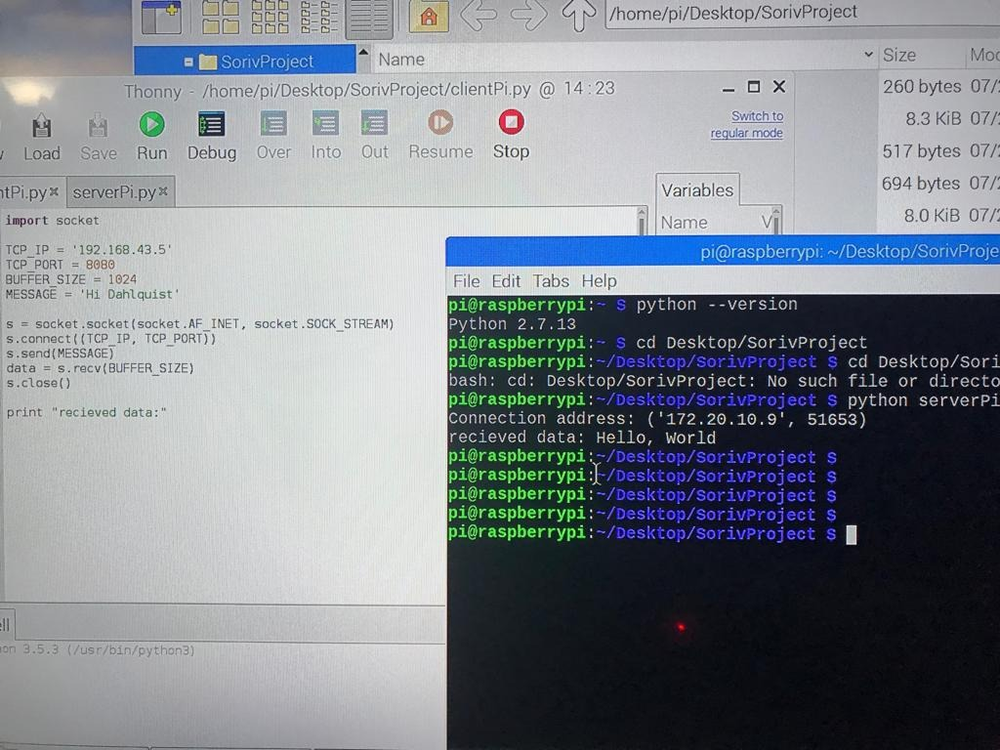 /home/pi/Desktop/SorivProject
SorivProject
Name
Size
260 bytes 07/
8.3 KiB 07/
517 bytes 07/
694 bytes 07/
8.0 KiB 07/
Thonny - /home/pi/Desktop/SorivProject/clientPi.py @ 14:23
Load Save Run Debug Over Into Out Resume Stop
Switch to
regular mode
ntPi.py serverPi.py
Variables
Name
import socket
TCP_IP = '192.168.43.5'
TCP_PORT = 8080
BUFFER_SIZE = 1024
MESSAGE = 'Hi Dahlquist'
s = socket.socket(socket.AF_INET, socket.SOCK_STREAM)
s.connect((TCP_IP, TCP_PORT))
s.send(MESSAGE)
data = s.recv(BUFFER_SIZE)
s.close()
print "recieved data:"
ell
on 3.5.3 (/usr/bin/python3)
pi@raspberrypi: ~/Desktop/SorivProje
File Edit Tabs Help
pi@raspberrypi:~ $ python --version
Python 2.7.13
pi@raspberrypi:~ $ cd Desktop/SorivProject
pi@raspberrypi:~/Desktop/SorivProject $ cd Desktop/Sori
bash: cd: Desktop/SorivProject: No such file or directo
pi@raspberrypi:~/Desktop/SorivProject $ python serverPi
Connection address: ('172.20.10.9', 51653)
recieved data: Hello, World
pi@raspberrypi:~/Desktop/SorivProject $
pi@raspberrypi:~/Desktop/SorivProject $
pi@raspberrypi:~/Desktop/SorivProject $
pi@raspberrypi:~/Desktop/SorivProject $
pi@raspberrypi:~/Desktop/SorivProject $